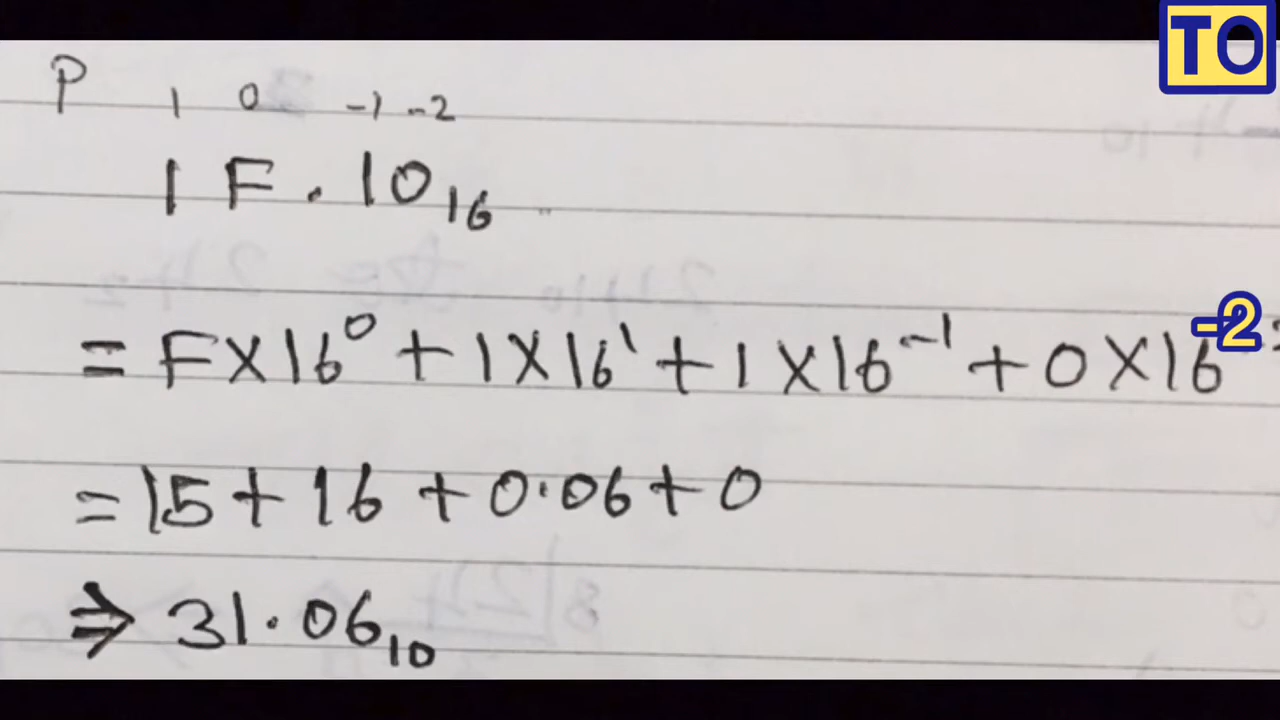 TO
P 1 0 -1 -2
1F.10₁₆
= F×16⁰ + 1×16¹ + 1×16⁻¹ + 0×16⁻²
= 15 + 16 + 0.06 + 0
⇒ 31.06₁₀